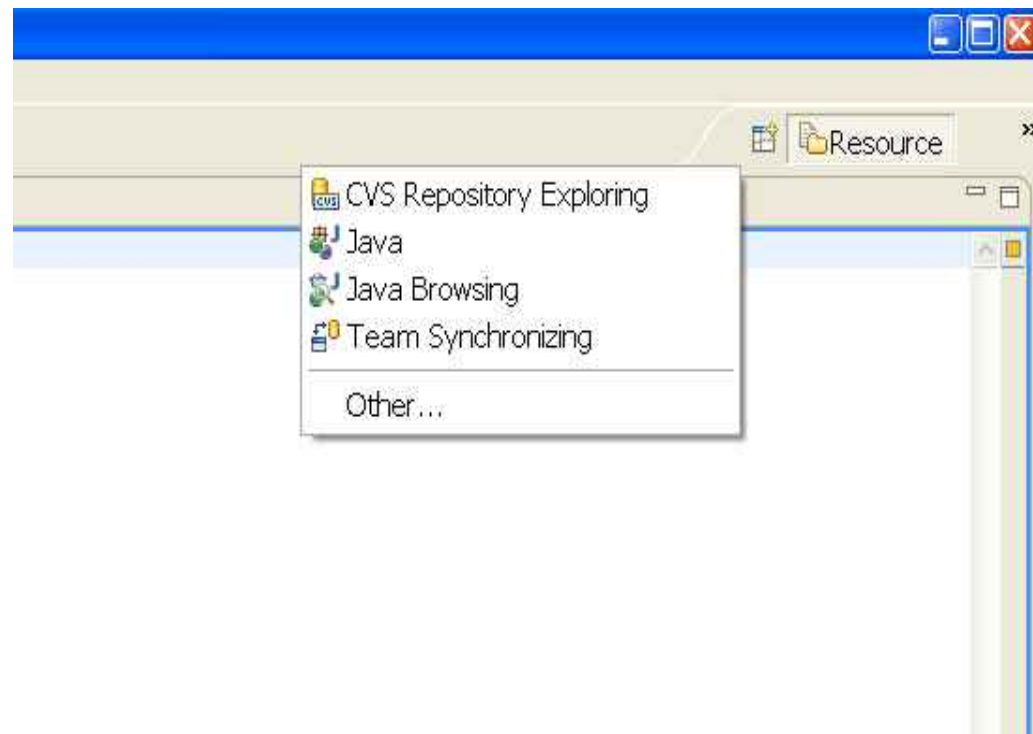 Resource
»
CVS Repository Exploring
Java
Java Browsing
Team Synchronizing
Other...